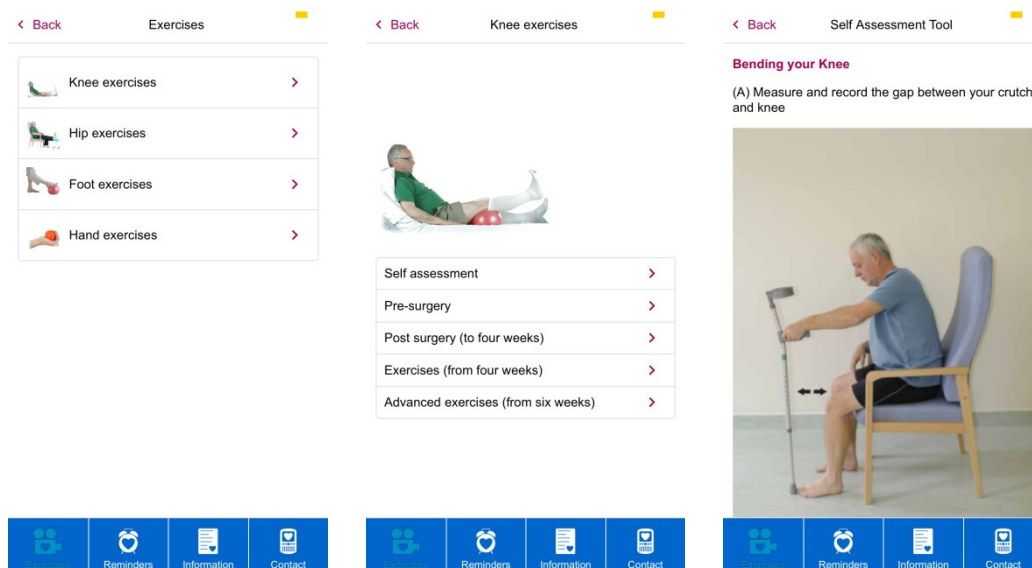 Back
Exercises
Knee exercises
Hip exercises
Foot exercises
Hand exercises
Exercises
Reminders
Information
Contact
Back
Knee exercises
Self assessment
Pre-surgery
Post surgery (to four weeks)
Exercises (from four weeks)
Advanced exercises (from six weeks)
Exercises
Reminders
Information
Contact
Back
Self Assessment Tool
Bending your Knee
(A) Measure and record the gap between your crutch
and knee
Exercises
Reminders
Information
Contact